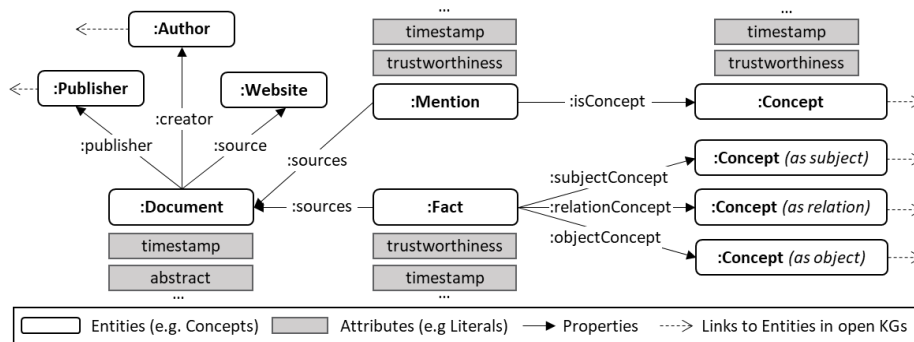 ...
:Author
timestamp
timestamp
trustworthiness
trustworthiness
:Publisher
:Website
:Mention
:isConcept
:Concept
:creator
:publisher
:source
:sources
:Concept (as subject)
:subjectConcept
:Document
:sources
:Fact
:relationConcept
:Concept (as relation)
:objectConcept
timestamp
trustworthiness
:Concept (as object)
abstract
timestamp
...
...
Entities (e.g. Concepts)
Attributes (e.g Literals)
Properties
Links to Entities in open KGs